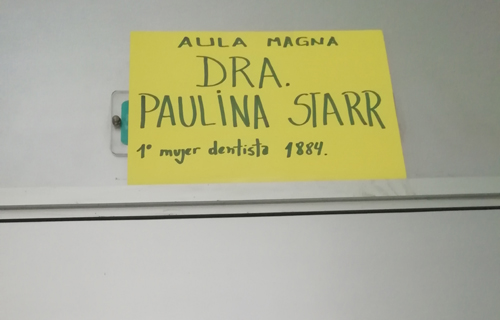 AULA MAGNA
DRA.
PAULINA STARR
1° mujer dentista 1884.